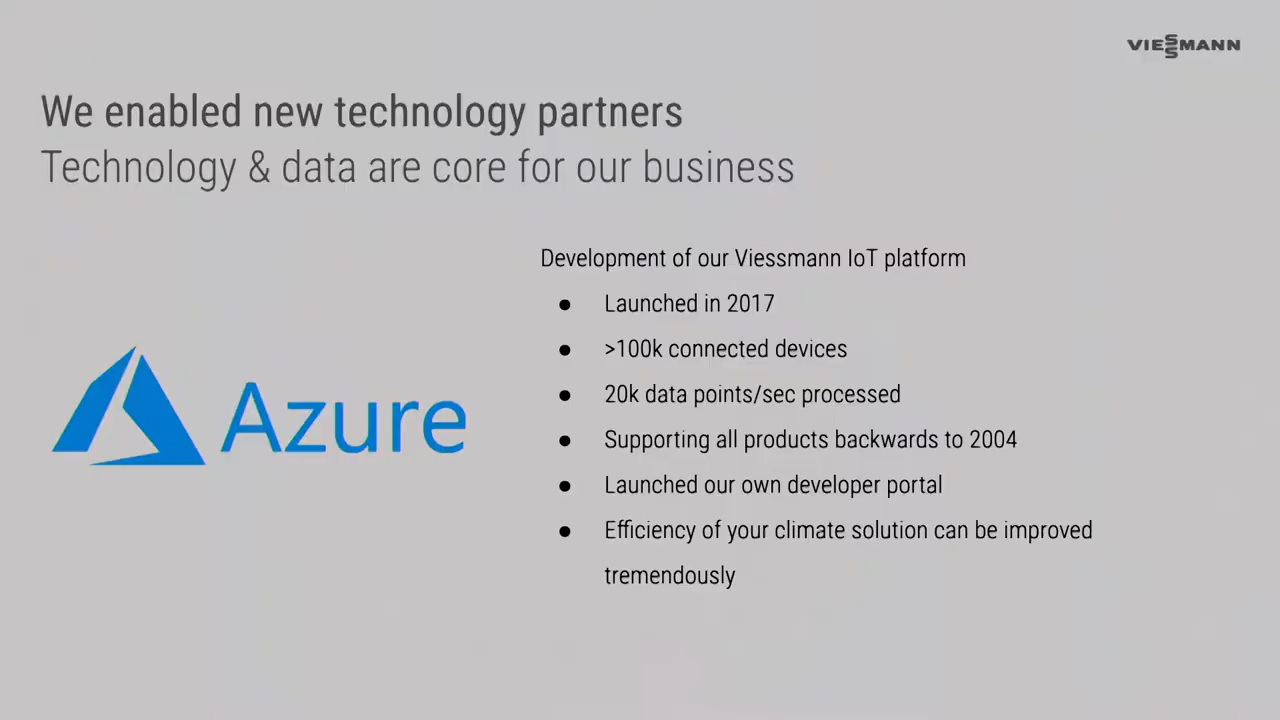 VIESSMANN
We enabled new technology partners
Technology & data are core for our business
Development of our Viessmann IoT platform
● Launched in 2017
● >100k connected devices
● 20k data points/sec processed
● Supporting all products backwards to 2004
● Launched our own developer portal
● Efficiency of your climate solution can be improved
tremendously
Azure